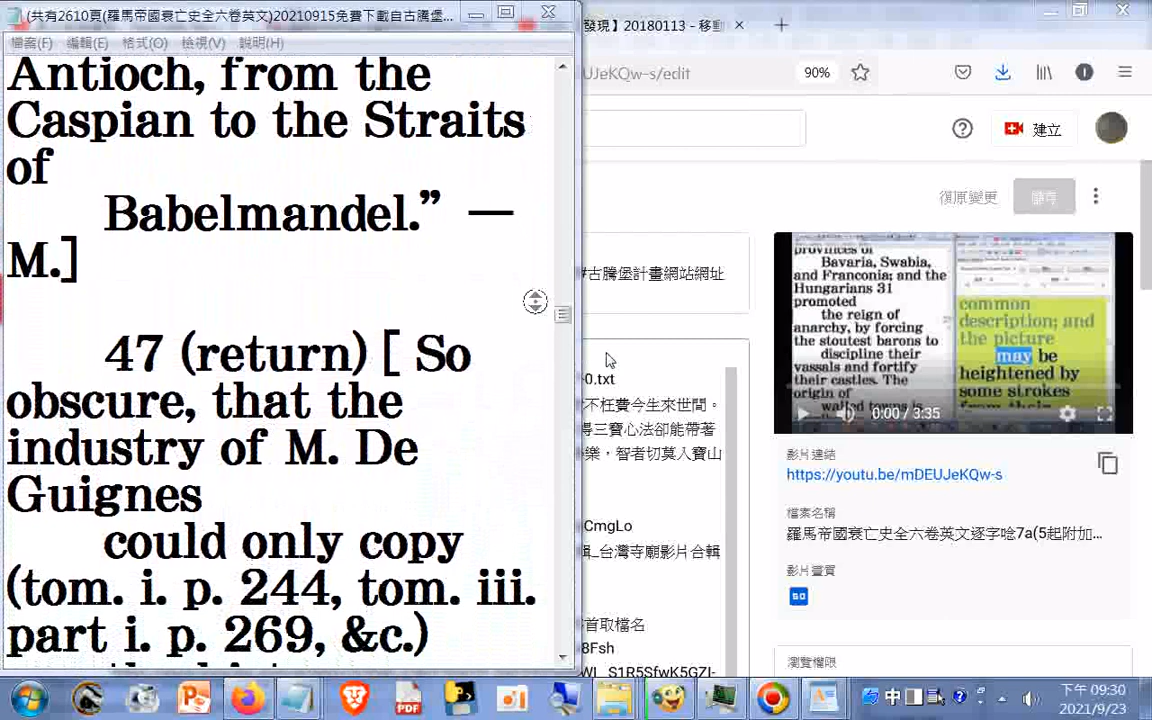 (共有2610頁(羅馬帝國衰亡史全六卷英文)20210915免費下載自古騰堡...
檔案(F) 編輯(E) 格式(O) 檢視(V) 說明(H)
Antioch, from the
Caspian to the Straits
of
Babelmandel.” —
M.]
47 (return) [ So
obscure, that the
industry of M. De
Guignes
could only copy
(tom. i. p. 244, tom. iii.
part i. p. 269, &c.)
發現】20180113 - 移動
JJeKQw-s/edit
90%
建立
復原變更
儲存
#古騰堡計畫網站網址
-0.txt
不枉費今生來世間。
得三寶心法卻能帶著
樂，智者切莫入寶山
CmgLo
輯_台灣寺廟影片合輯
首取檔名
8Fsh
WI_S1R5SfwK5GZI-
provinces of
Bavaria, Swabia,
and Franconia; and the
Hungarians 31
promoted
the reign of
anarchy, by forcing
the stoutest barons to
discipline their
vassals and fortify
their castles. The
origin of
walled towns is
common
description; and
the picture
may be
heightened by
some strokes
0:00 / 3:35
影片連結
https://youtu.be/mDEUJeKQw-s
檔案名稱
羅馬帝國衰亡史全六卷英文逐字唸7a(5起附加...
影片畫質
SD
瀏覽權限
中
下午 09:30
2021/9/23